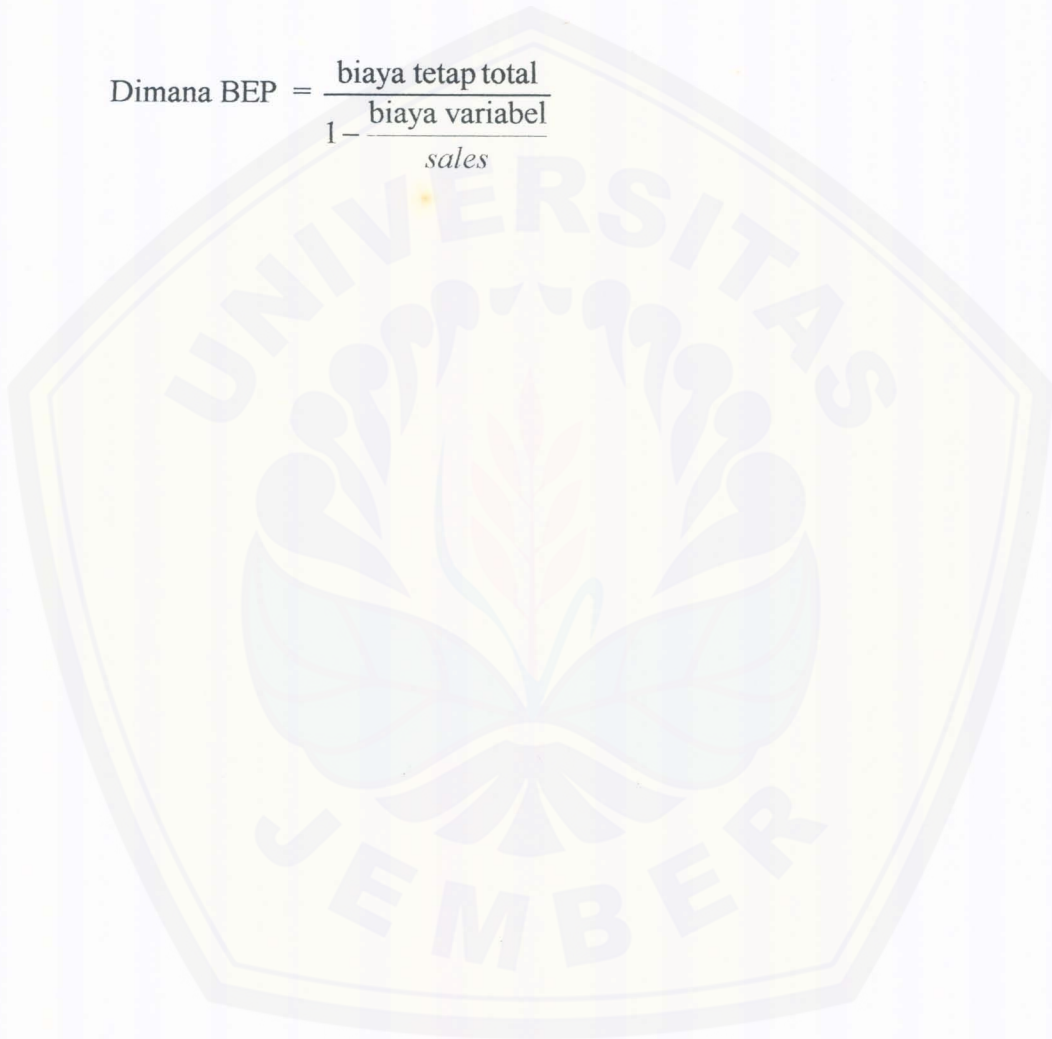 Dimana BEP = biaya tetap total
1 – biaya variabel
sales
UNIVERSITAS
JEMBER